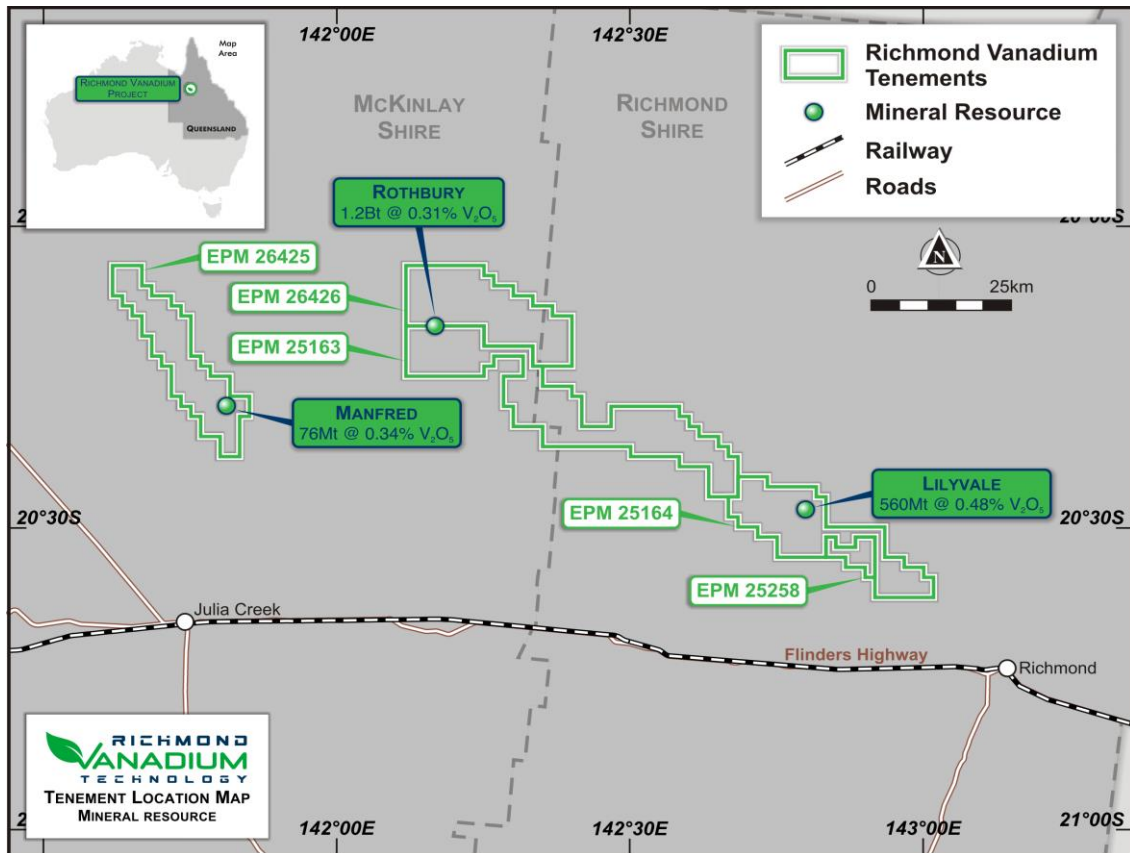 142°00E
142°30E
Map
Area
RICHMOND VANADIUM
PROJECT
QUEENSLAND
MCKINLAY
SHIRE
RICHMOND
SHIRE
Richmond Vanadium
Tenements
Mineral Resource
Railway
Roads
ROTHBURY
1.2Bt @ 0.31% V₂O₅
20°00S
N
0
25km
EPM 26425
EPM 26426
EPM 25163
MANFRED
76Mt @ 0.34% V₂O₅
LILYVALE
560Mt @ 0.48% V₂O₅
EPM 25164
20°30S
20°30S
EPM 25258
Julia Creek
Flinders Highway
Richmond
RICHMOND
VANADIUM
TECHNOLOGY
TENEMENT LOCATION MAP
MINERAL RESOURCE
142°00E
142°30E
143°00E
21°00S